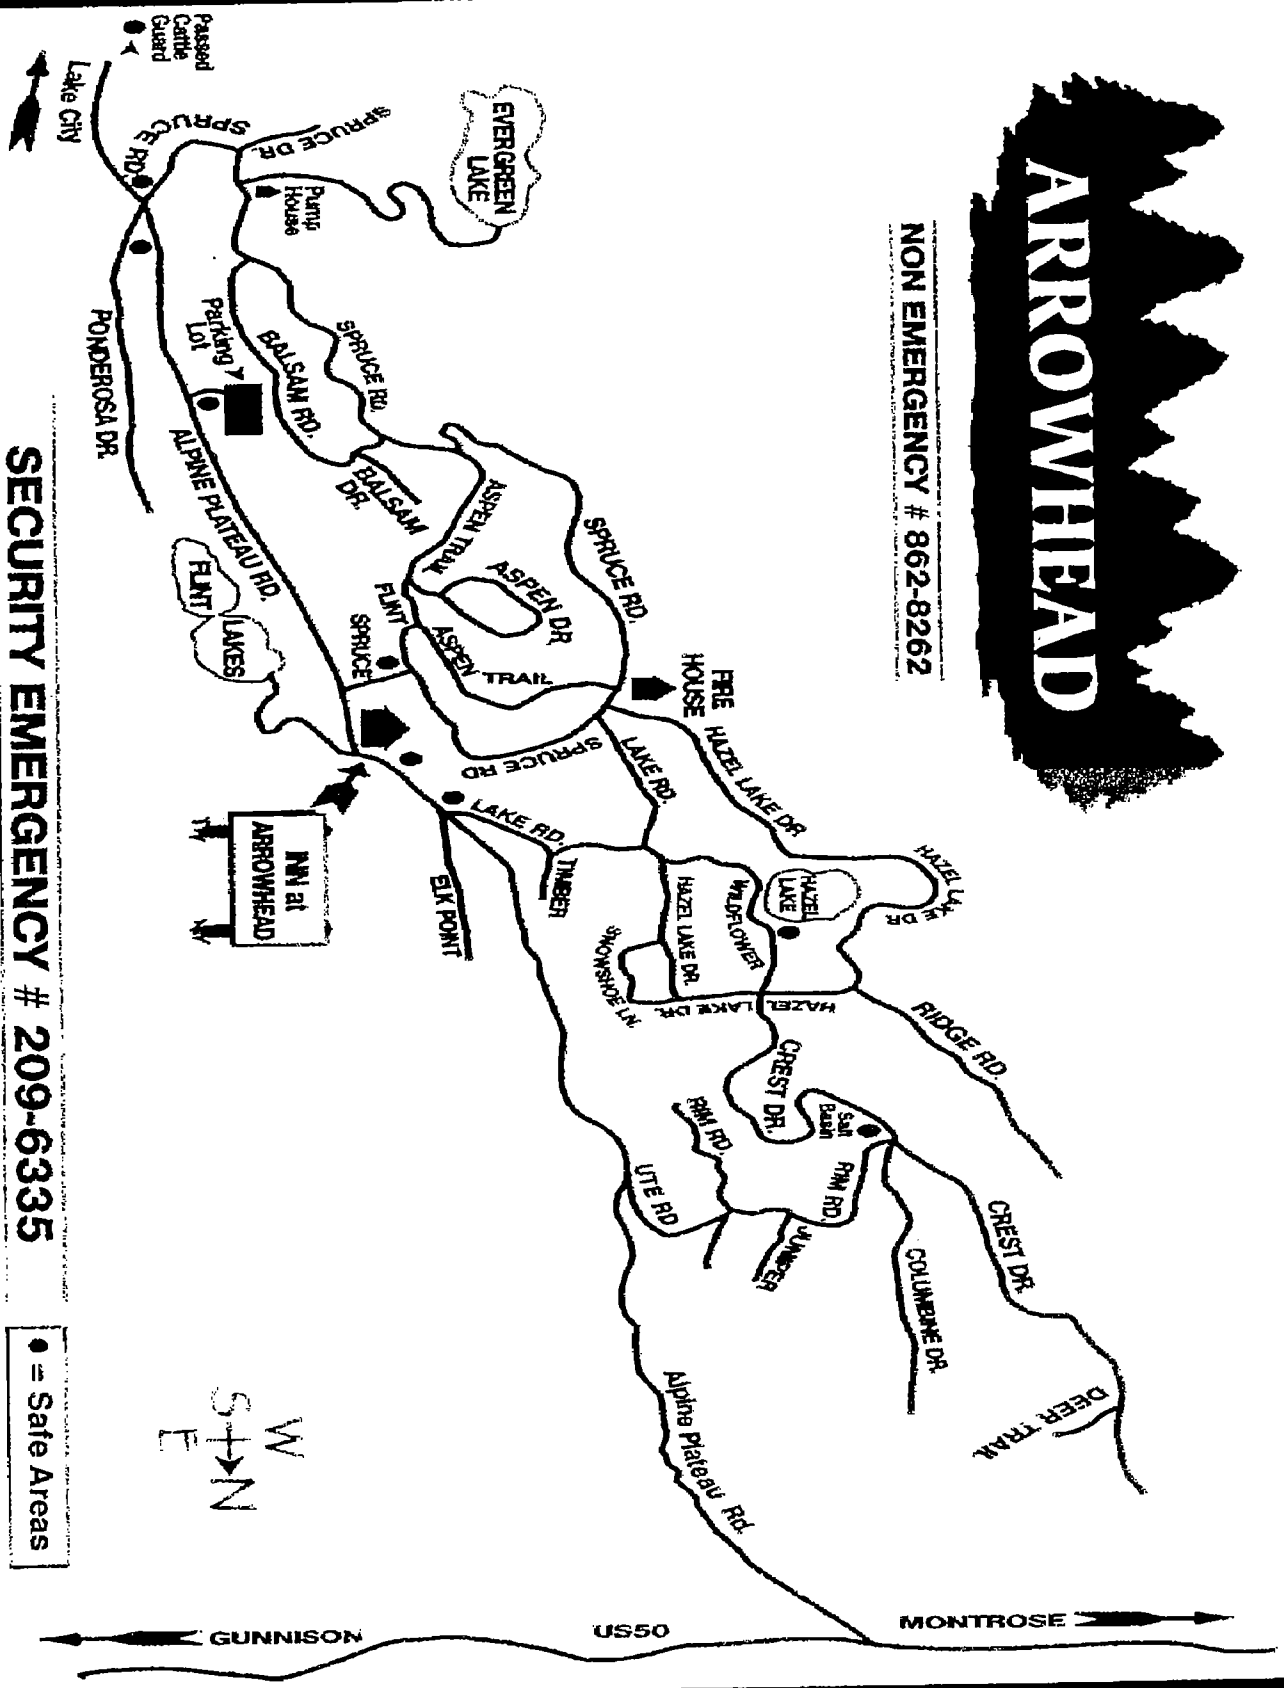 ARROWHEAD
NON EMERGENCY # 862-8262
EVERGREEN
LAKE
Passed
Cattle
Guard
Lake City
SPRUCE RD.
SPRUCE DR.
Pump
House
SPRUCE RD.
BALSAM RD.
Parking
Lot
PONDEROSA DR.
ALPINE PLATEAU RD.
BALSAM
DR.
ASPEN TRAIL
ASPEN DR
SPRUCE RD.
FLINT
SPRUCE
ASPEN TRAIL
FLINT
LAKES
FIRE
HOUSE
SPRUCE RD
LAKE RD.
HAZEL LAKE DR
HAZEL LAKE DR
LAKE RD.
TIMBER
ELK POINT
INN at
ARROWHEAD
HAZEL
LAKE
WILDFLOWER
HAZEL LAKE DR.
SNOWSHOE LN.
HAZEL LAKE DR.
RIDGE RD.
CREST DR.
Salt
Basin
RIM RD.
RIM RD.
UTE RD
JUNIPER
COLUMBINE DR.
CREST DR.
DEER TRAIL
Alpine Plateau Rd.
MONTROSE
US50
GUNNISON
W
S N
E
SECURITY EMERGENCY # 209-6335
= Safe Areas